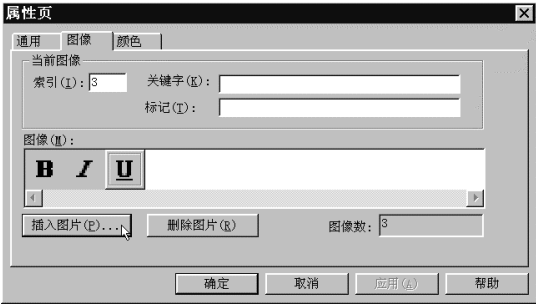 属性页
通用 图像 颜色
当前图像
索引(I): 3 关键字(K):
标记(T):
图像(M):
B I U
插入图片(P)... 删除图片(R) 图像数: 3
确定 取消 应用(A) 帮助